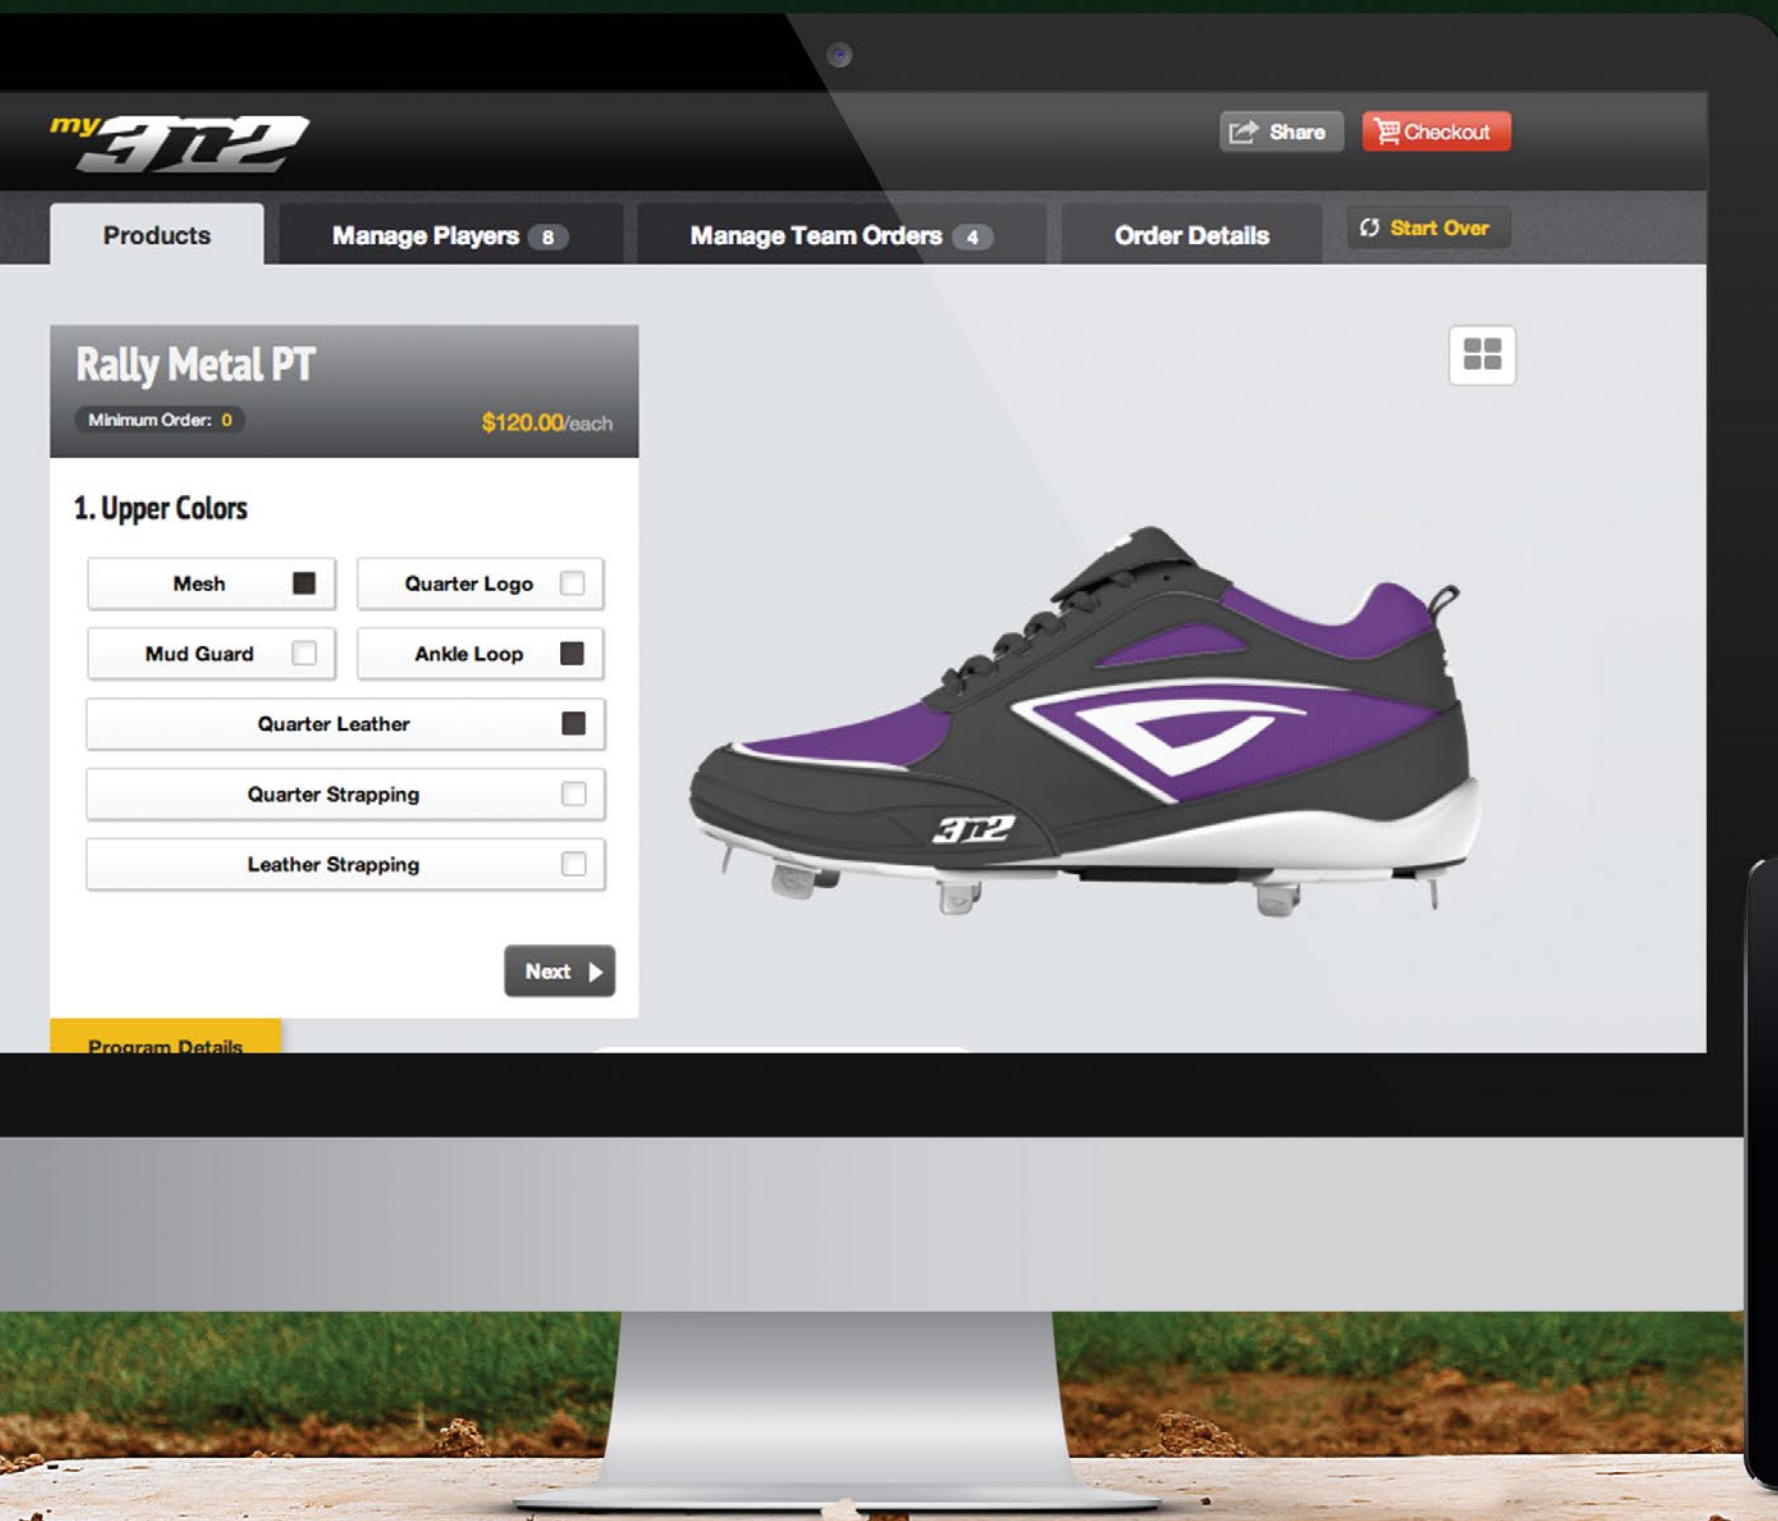 my 3n2
Share
Checkout
Products
Manage Players 8
Manage Team Orders 4
Order Details
Start Over
Rally Metal PT
Minimum Order: 0
$120.00/each
1. Upper Colors
Mesh
Quarter Logo
Mud Guard
Ankle Loop
Quarter Leather
Quarter Strapping
Leather Strapping
Next
Program Details
3n2